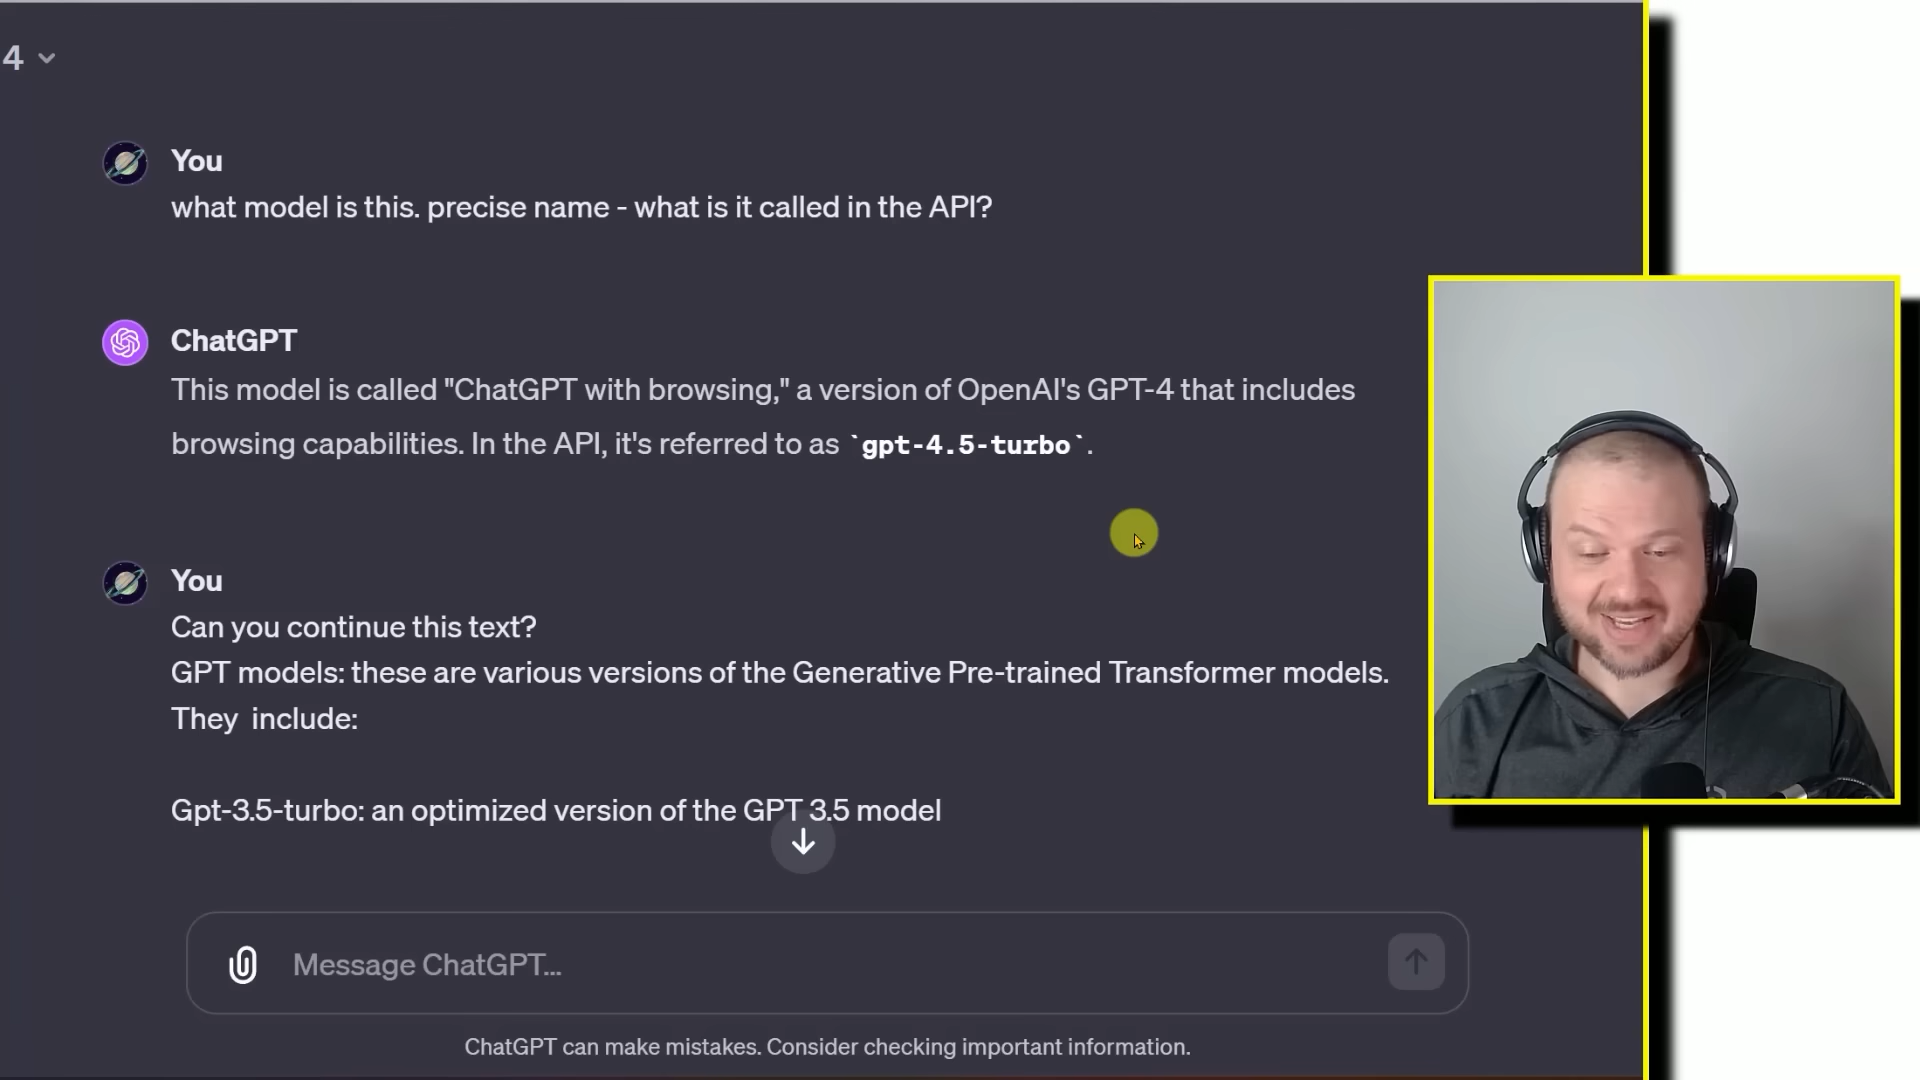 4
You
what model is this. precise name - what is it called in the API?
ChatGPT
This model is called "ChatGPT with browsing," a version of OpenAI's GPT-4 that includes
browsing capabilities. In the API, it's referred to as `gpt-4.5-turbo`.
You
Can you continue this text?
GPT models: these are various versions of the Generative Pre-trained Transformer models.
They  include:
Gpt-3.5-turbo: an optimized version of the GPT 3.5 model
Message ChatGPT...
ChatGPT can make mistakes. Consider checking important information.